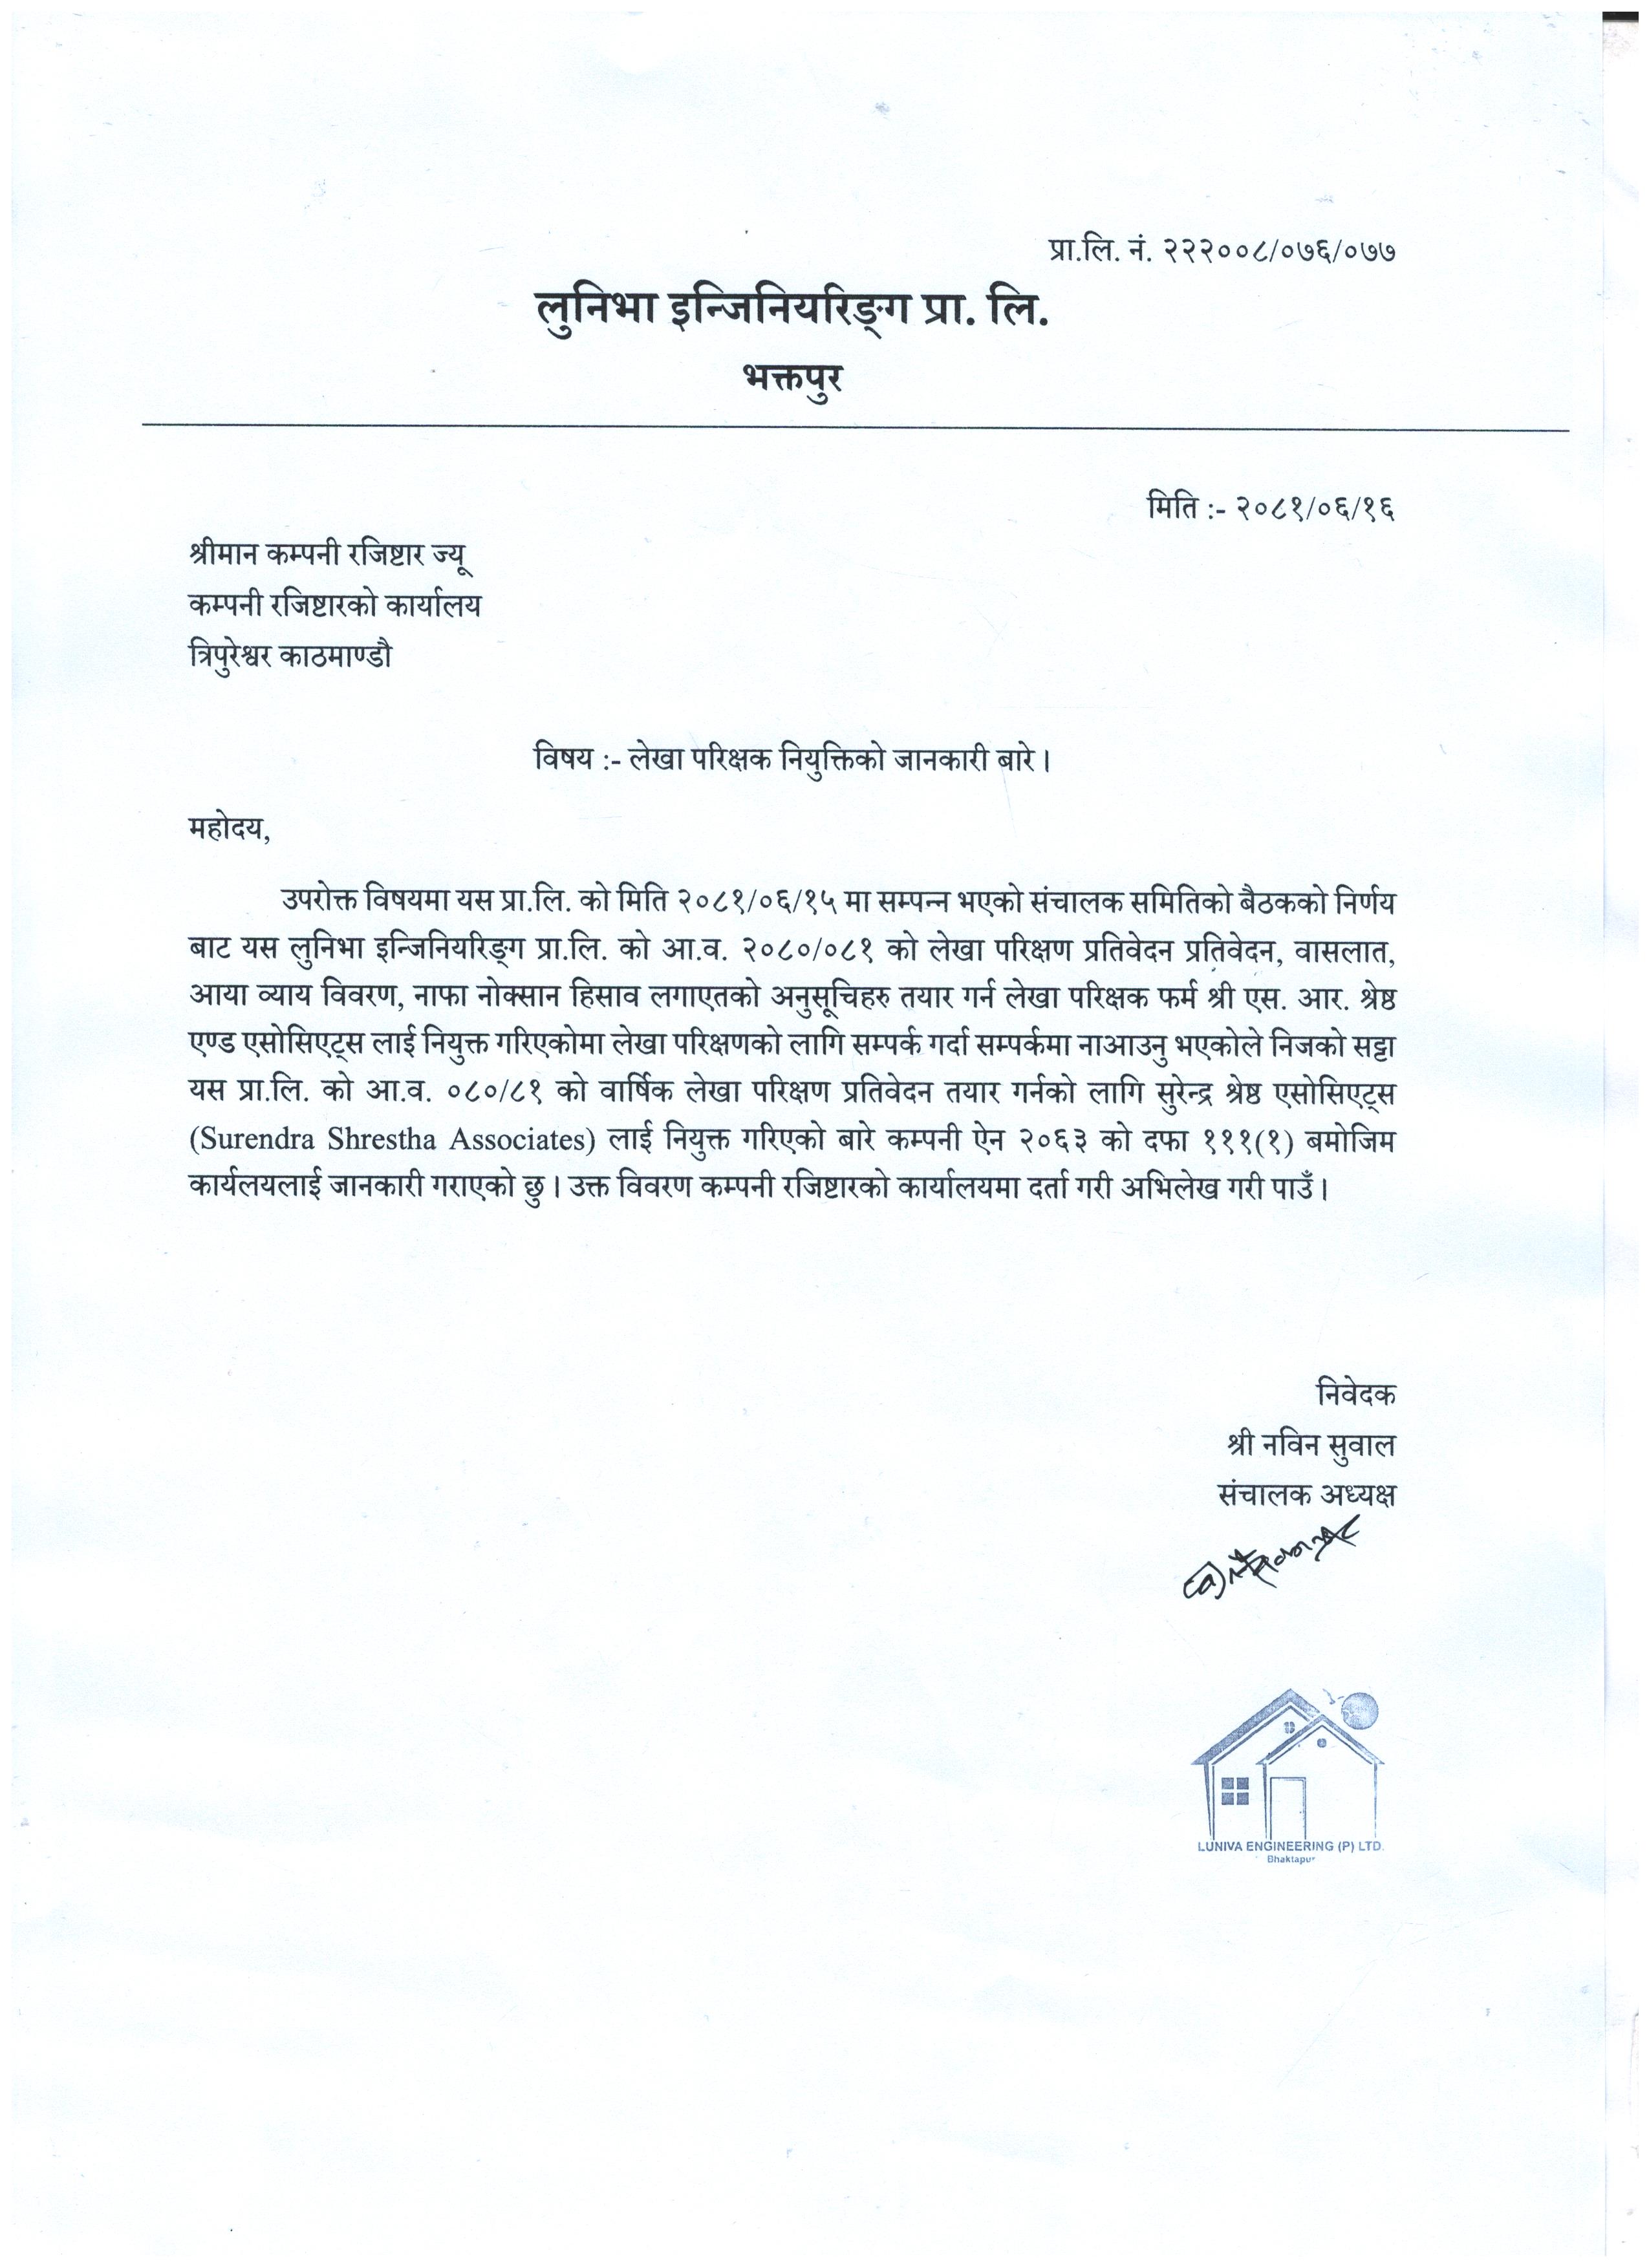 प्रा.लि. नं. २२२००८/०७६/०७७
लुनिभा इन्जिनियरिङ्ग प्रा. लि.
भक्तपुर
मिति :- २०८१/०६/१६
श्रीमान कम्पनी रजिष्टार ज्यू
कम्पनी रजिष्टारको कार्यालय
त्रिपुरेश्वर काठमाण्डौ
विषय :- लेखा परिक्षक नियुक्तिको जानकारी बारे ।
महोदय,
उपरोक्त विषयमा यस प्रा.लि. को मिति २०८१/०६/१५ मा सम्पन्न भएको संचालक समितिको बैठकको निर्णय
बाट यस लुनिभा इन्जिनियरिङ्ग प्रा.लि. को आ.व. २०८०/०८१ को लेखा परिक्षण प्रतिवेदन प्रतिवेदन, वासलात,
आया व्याय विवरण, नाफा नोक्सान हिसाव लगाएतको अनुसूचिहरु तयार गर्न लेखा परिक्षक फर्म श्री एस. आर. श्रेष्ठ
एण्ड एसोसिएट्स लाई नियुक्त गरिएकोमा लेखा परिक्षणको लागि सम्पर्क गर्दा सम्पर्कमा नाआउनु भएकोले निजको सट्टा
यस प्रा.लि. को आ.व. ०८०/८१ को वार्षिक लेखा परिक्षण प्रतिवेदन तयार गर्नको लागि सुरेन्द्र श्रेष्ठ एसोसिएट्स
(Surendra Shrestha Associates) लाई नियुक्त गरिएको बारे कम्पनी ऐन २०६३ को दफा १११(१) बमोजिम
कार्यलयलाई जानकारी गराएको छु । उक्त विवरण कम्पनी रजिष्टारको कार्यालयमा दर्ता गरी अभिलेख गरी पाउँ ।
निवेदक
श्री नविन सुवाल
संचालक अध्यक्ष
LUNIVA ENGINEERING (P) LTD.
Bhaktapur